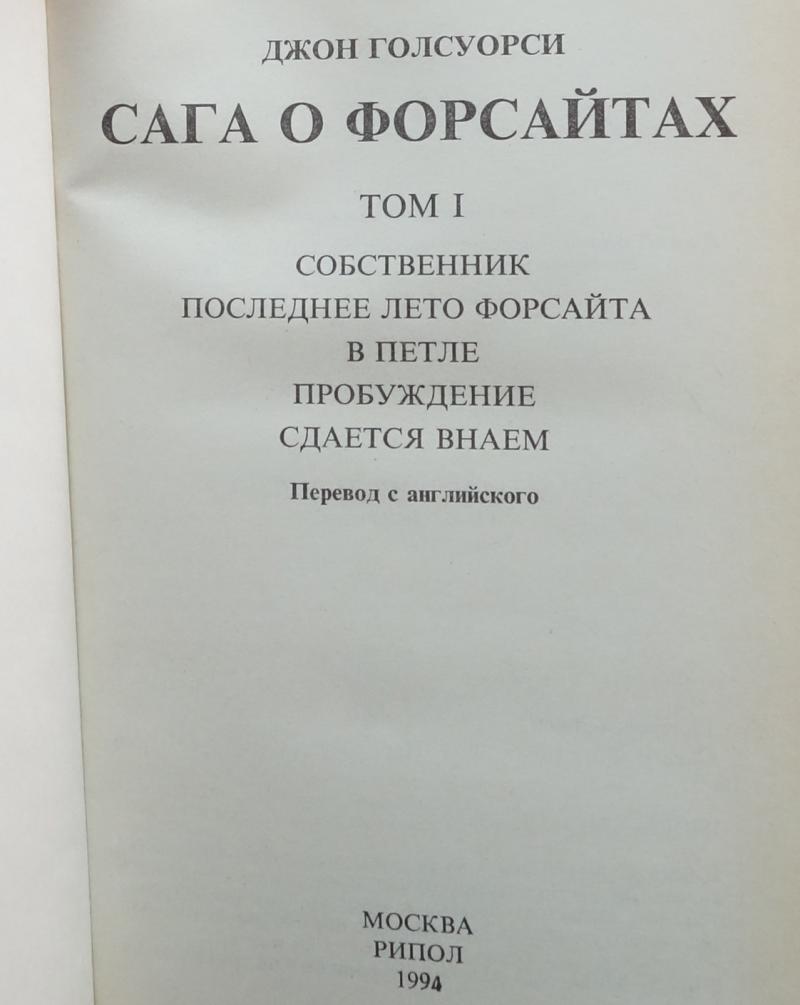 ДЖОН ГОЛСУОРСИ
САГА О ФОРСАЙТАХ
ТОМ I
СОБСТВЕННИК
ПОСЛЕДНЕЕ ЛЕТО ФОРСАЙТА
В ПЕТЛЕ
ПРОБУЖДЕНИЕ
СДАЕТСЯ ВНАЕМ
Перевод с английского
МОСКВА
РИПОЛ
1994